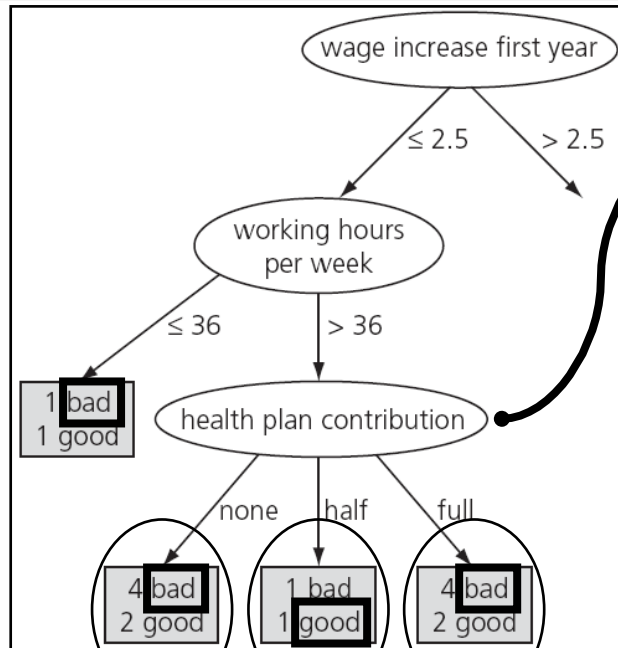 wage increase first year
≤ 2.5
> 2.5
working hours
per week
≤ 36
> 36
1 bad
1 good
health plan contribution
none
half
full
4 bad
2 good
1 bad
1 good
4 bad
2 good